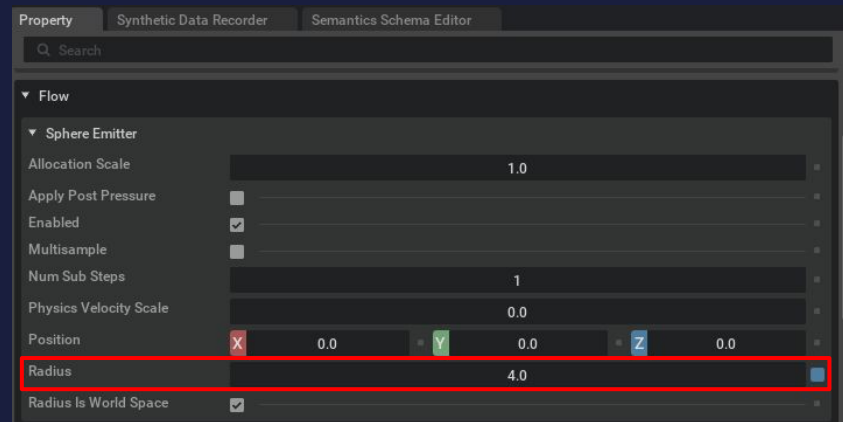 Property Synthetic Data Recorder Semantics Schema Editor
Search
Flow
Sphere Emitter
Allocation Scale 1.0
Apply Post Pressure
Enabled
Multisample
Num Sub Steps 1
Physics Velocity Scale 0.0
Position X 0.0 Y 0.0 Z 0.0
Radius 4.0
Radius Is World Space